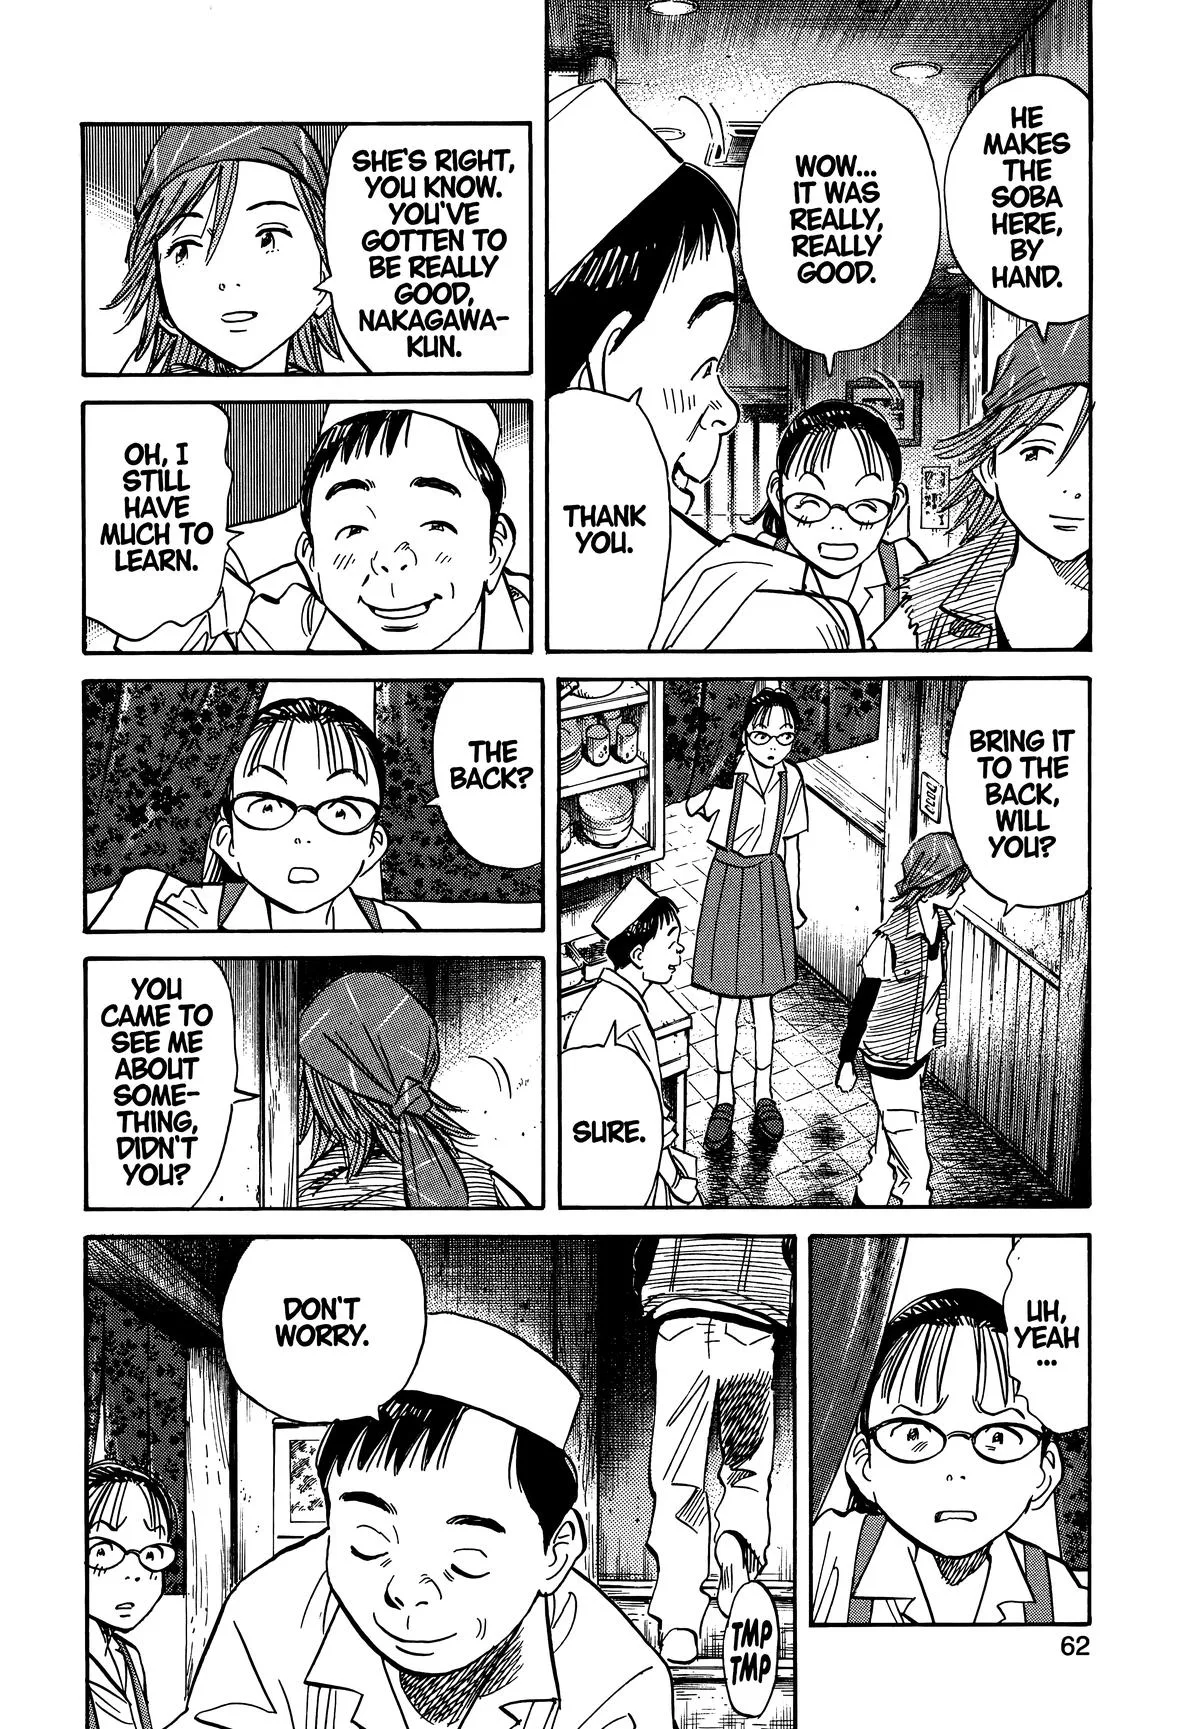 HE
MAKES
THE
SOBA
HERE,
BY
HAND.
WOW...
IT WAS
REALLY,
REALLY
GOOD.
THANK
YOU.
SHE'S RIGHT,
YOU KNOW.
YOU'VE
GOTTEN TO
BE REALLY
GOOD,
NAKAGAWA-
KUN.
OH, I
STILL
HAVE
MUCH TO
LEARN.
BRING IT
TO THE
BACK,
WILL
YOU?
SURE.
THE
BACK?
YOU
CAME TO
SEE ME
ABOUT
SOME-
THING,
DIDN'T
YOU?
UH,
YEAH
...
DON'T
WORRY.
TMP
TMP
62